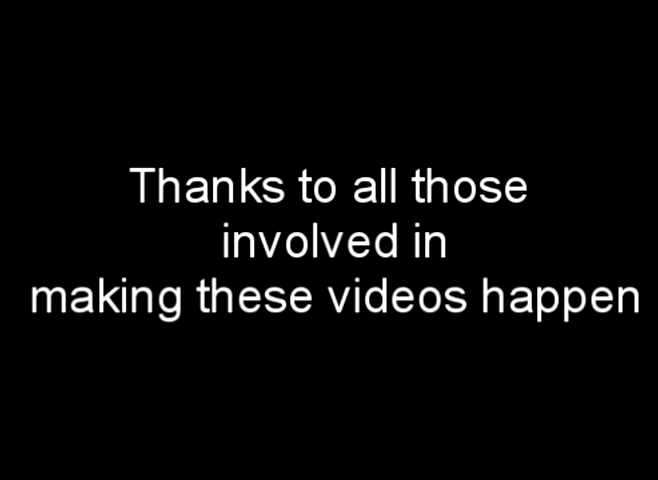 Thanks to all those
involved in
making these videos happen